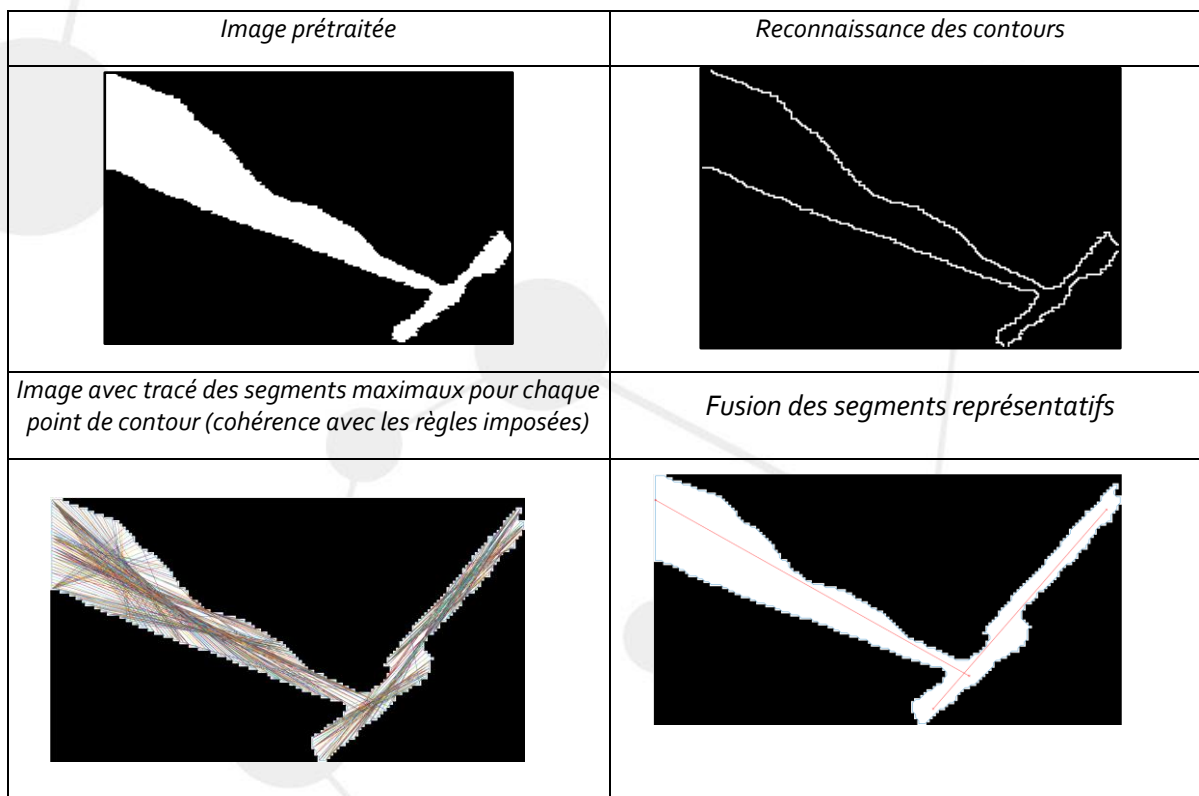 Image prétraitée
Reconnaissance des contours
Image avec tracé des segments maximaux pour chaque
point de contour (cohérence avec les règles imposées)
Fusion des segments représentatifs